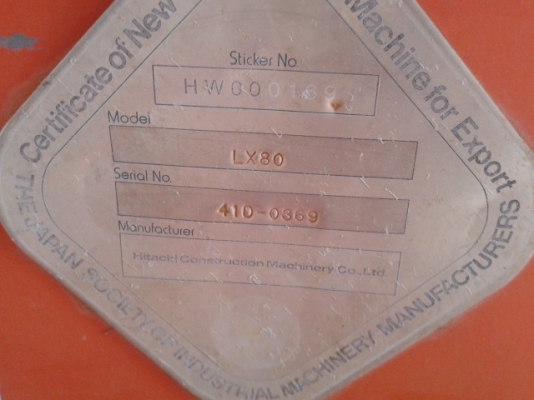 Certificate of New
Machine for Export
Sticker No.
Model
LX80
Serial No.
41D-0369
Manufacturer
Hitachi Construction Machinery Co., Ltd.
THE JAPAN SOCIETY OF INDUSTRIAL MACHINERY MANUFACTURERS